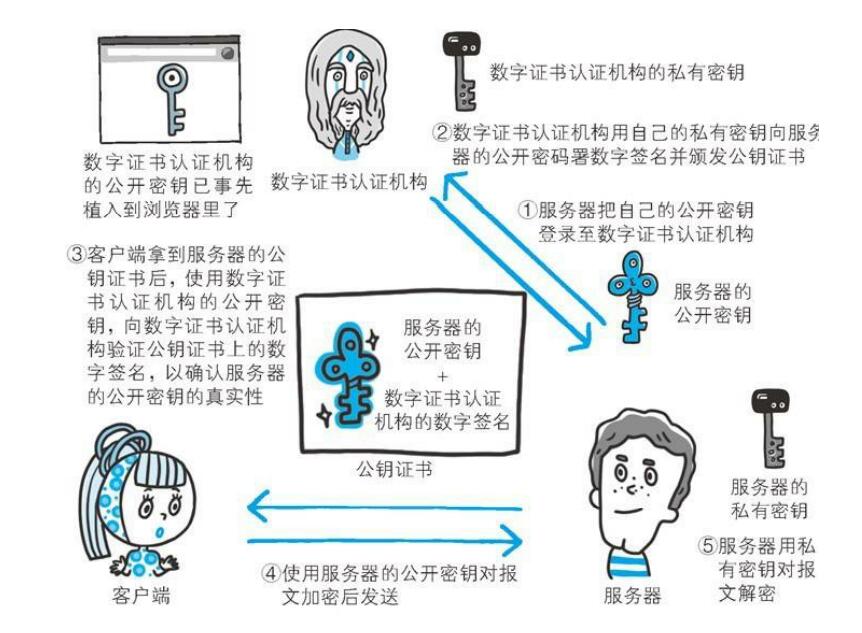 数字证书认证机构
的公开密钥已事先
植入到浏览器里了
数字证书认证机构
数字证书认证机构的私有密钥
②数字证书认证机构用自己的私有密钥向服务
器的公开密码署数字签名并颁发公钥证书
①服务器把自己的公开密钥
登录至数字证书认证机构
服务器的
公开密钥
③客户端拿到服务器的公
钥证书后，使用数字证
书认证机构的公开密
钥，向数字证书认证机
构验证公钥证书上的数
字签名，以确认服务器
的公开密钥的真实性
服务器的
公开密钥
+
数字证书认证
机构的数字签名
公钥证书
服务器的
私有密钥
④使用服务器的公开密钥对报
文加密后发送
⑤服务器用私
有密钥对报
文解密
客户端
服务器